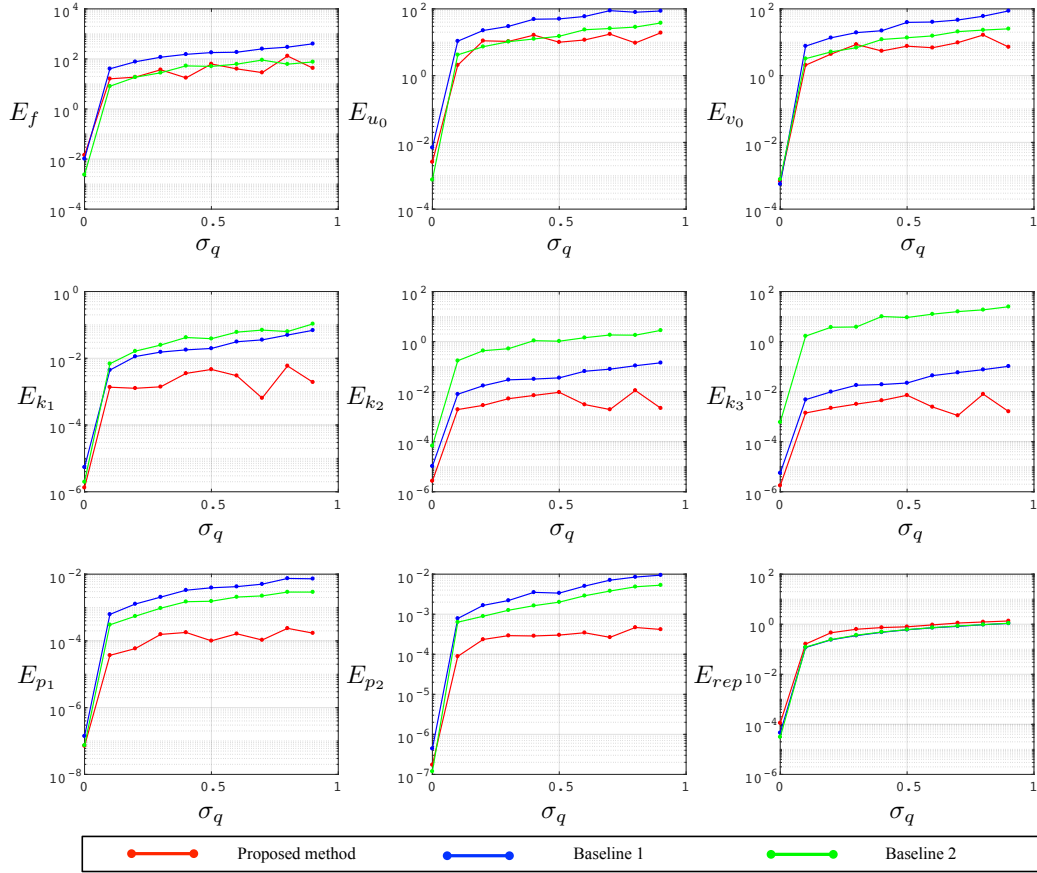 10^4
10^2
10^0
10^-2
10^-4
E_f
0 0.5 1
σ_q
10^2
10^0
10^-2
10^-4
E_{u_0}
0 0.5 1
σ_q
10^2
10^0
10^-2
10^-4
E_{v_0}
0 0.5 1
σ_q
10^0
10^-2
10^-4
10^-6
E_{k_1}
0 0.5 1
σ_q
10^2
10^0
10^-2
10^-4
10^-6
E_{k_2}
0 0.5 1
σ_q
10^2
10^0
10^-2
10^-4
10^-6
E_{k_3}
0 0.5 1
σ_q
10^-2
10^-4
10^-6
10^-8
E_{p_1}
0 0.5 1
σ_q
10^-2
10^-3
10^-4
10^-5
10^-6
10^-7
E_{p_2}
0 0.5 1
σ_q
10^2
10^0
10^-2
10^-4
10^-6
E_{rep}
0 0.5 1
σ_q
Proposed method Baseline 1 Baseline 2